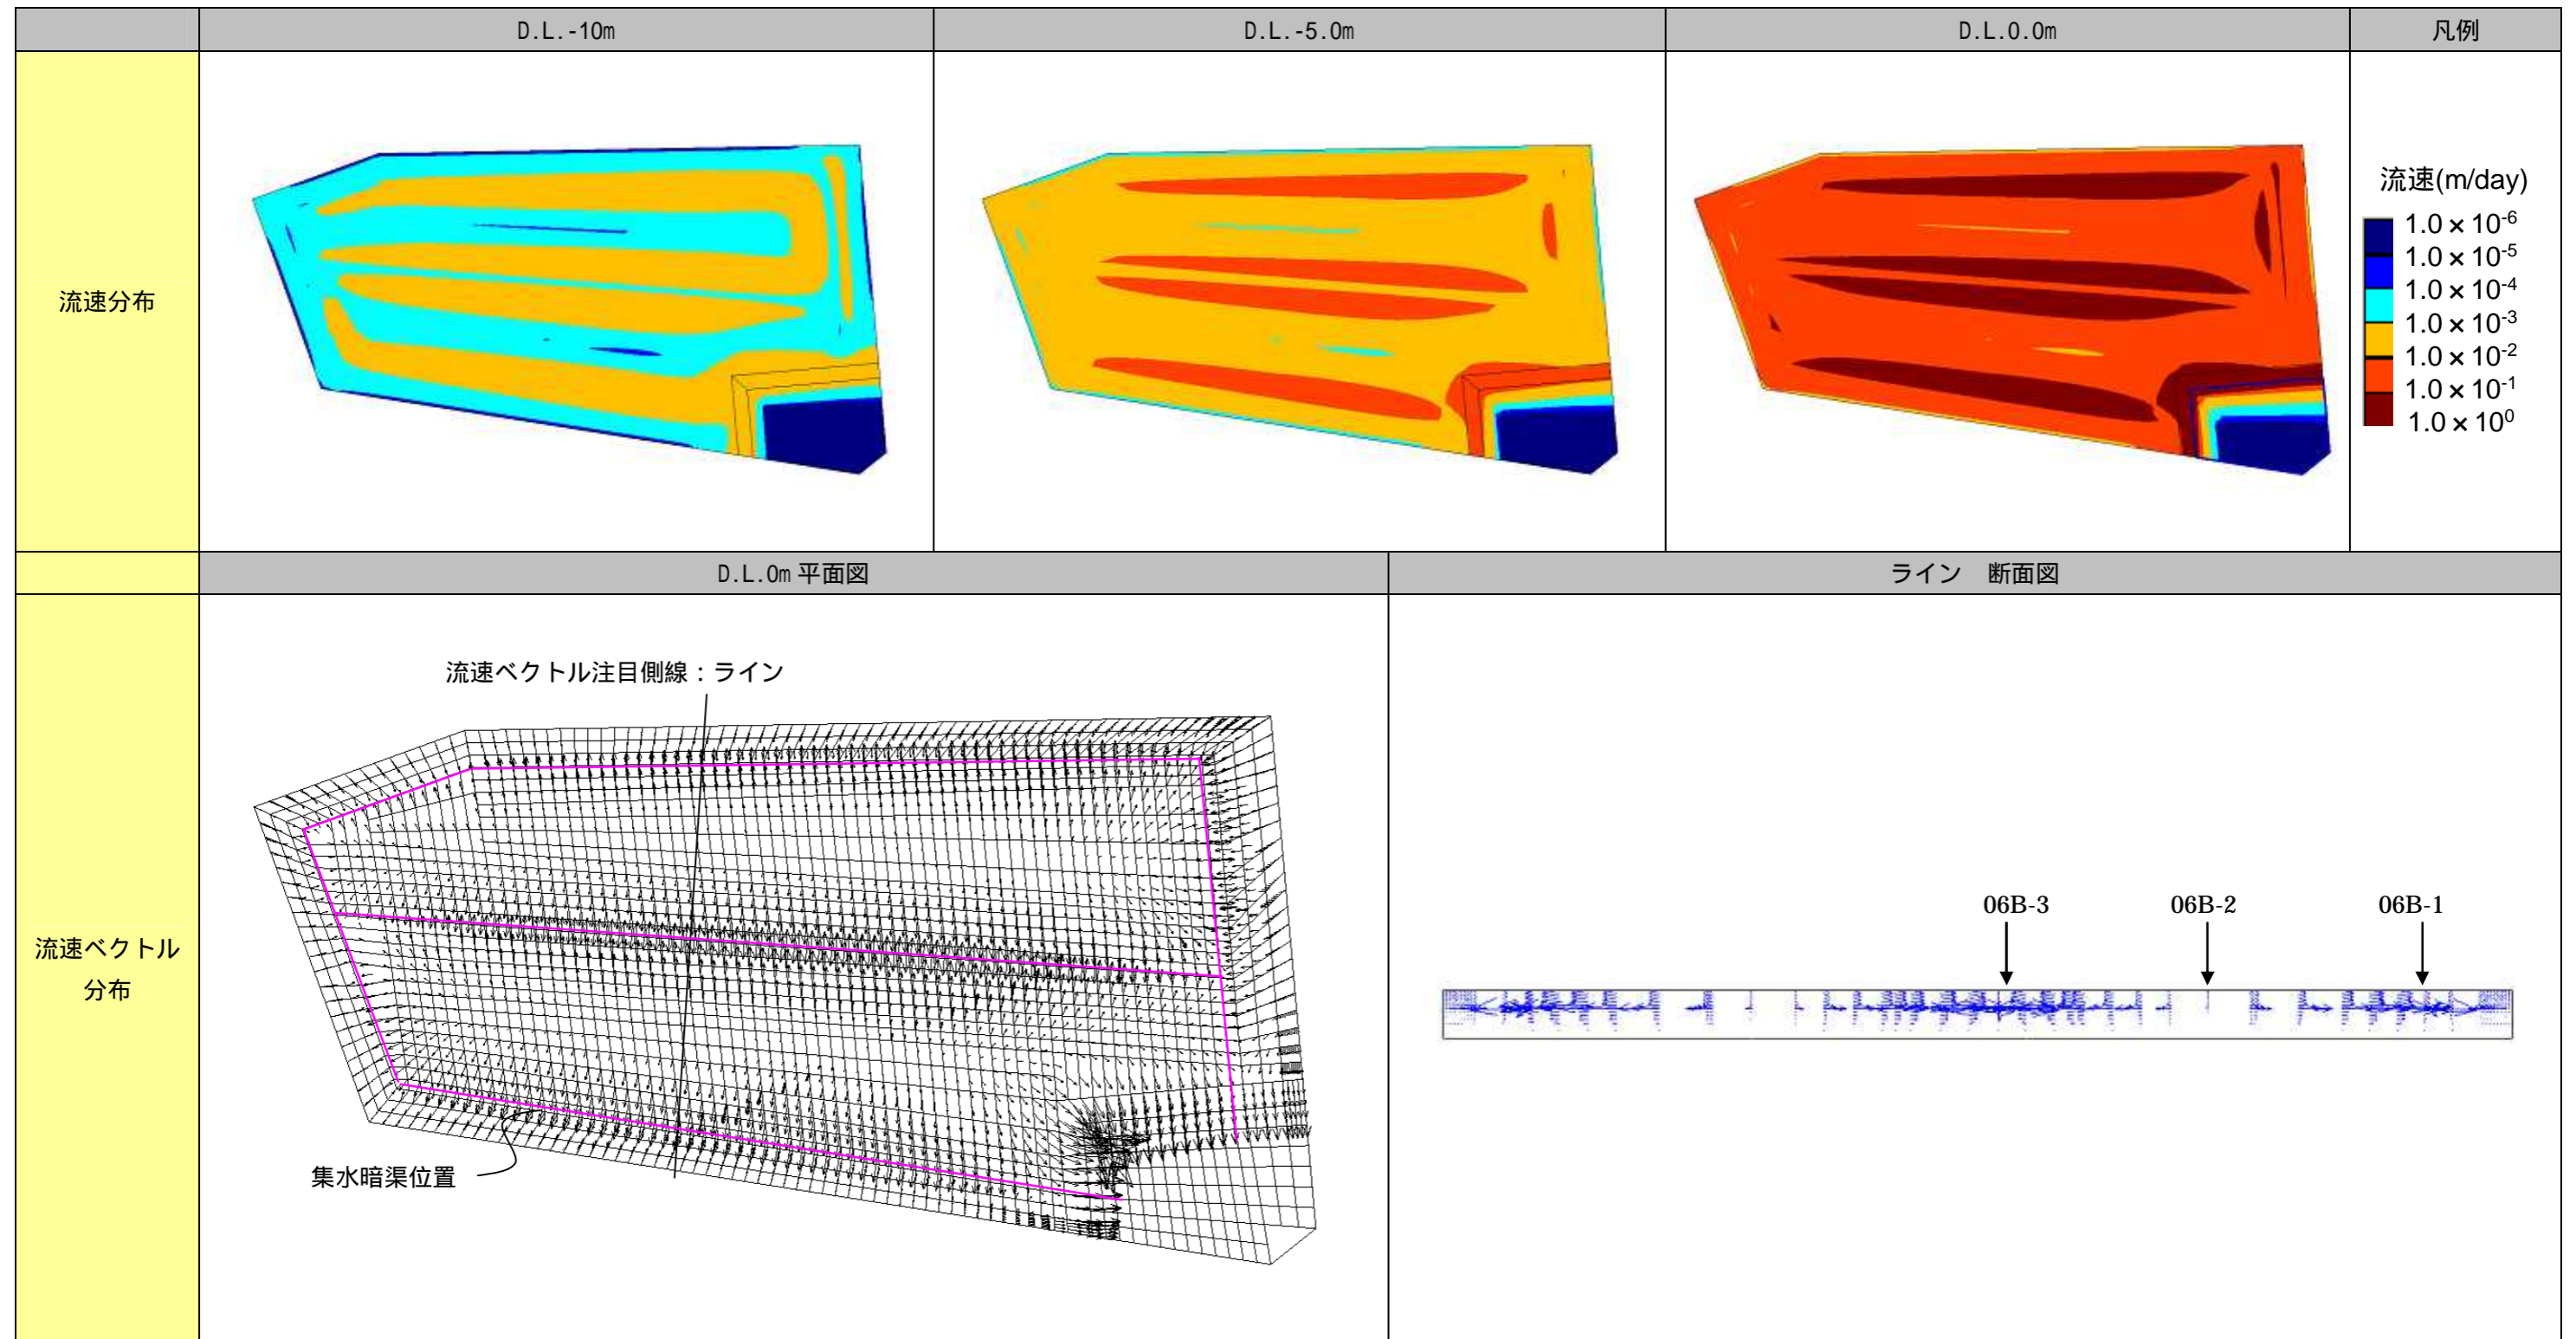 D.L.-10m
D.L.-5.0m
D.L.0.0m
凡例
流速分布
流速(m/day)
1.0×10⁻⁶
1.0×10⁻⁵
1.0×10⁻⁴
1.0×10⁻³
1.0×10⁻²
1.0×10⁻¹
1.0×10⁰
D.L.0m 平面図
ライン 断面図
流速ベクトル
分布
流速ベクトル注目側線：ライン
集水暗渠位置
06B-3
06B-2
06B-1